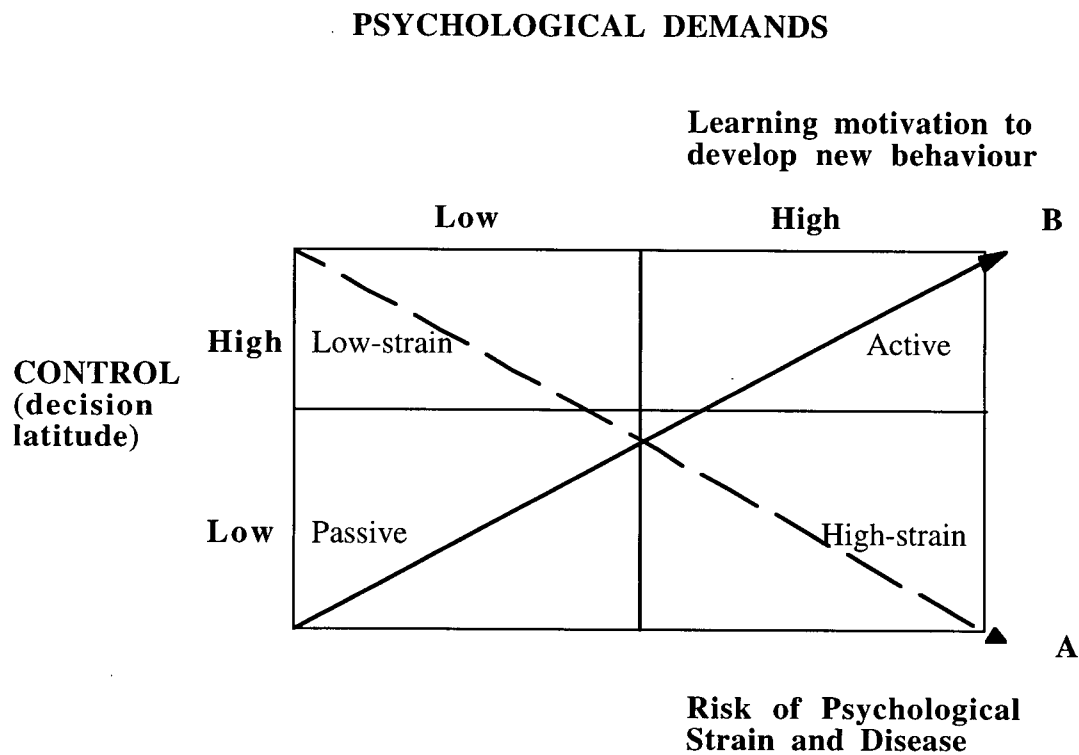 PSYCHOLOGICAL DEMANDS
Learning motivation to
develop new behaviour
Low
High
B
High
Low-strain
Active
CONTROL
(decision
latitude)
Low
Passive
High-strain
A
Risk of Psychological
Strain and Disease